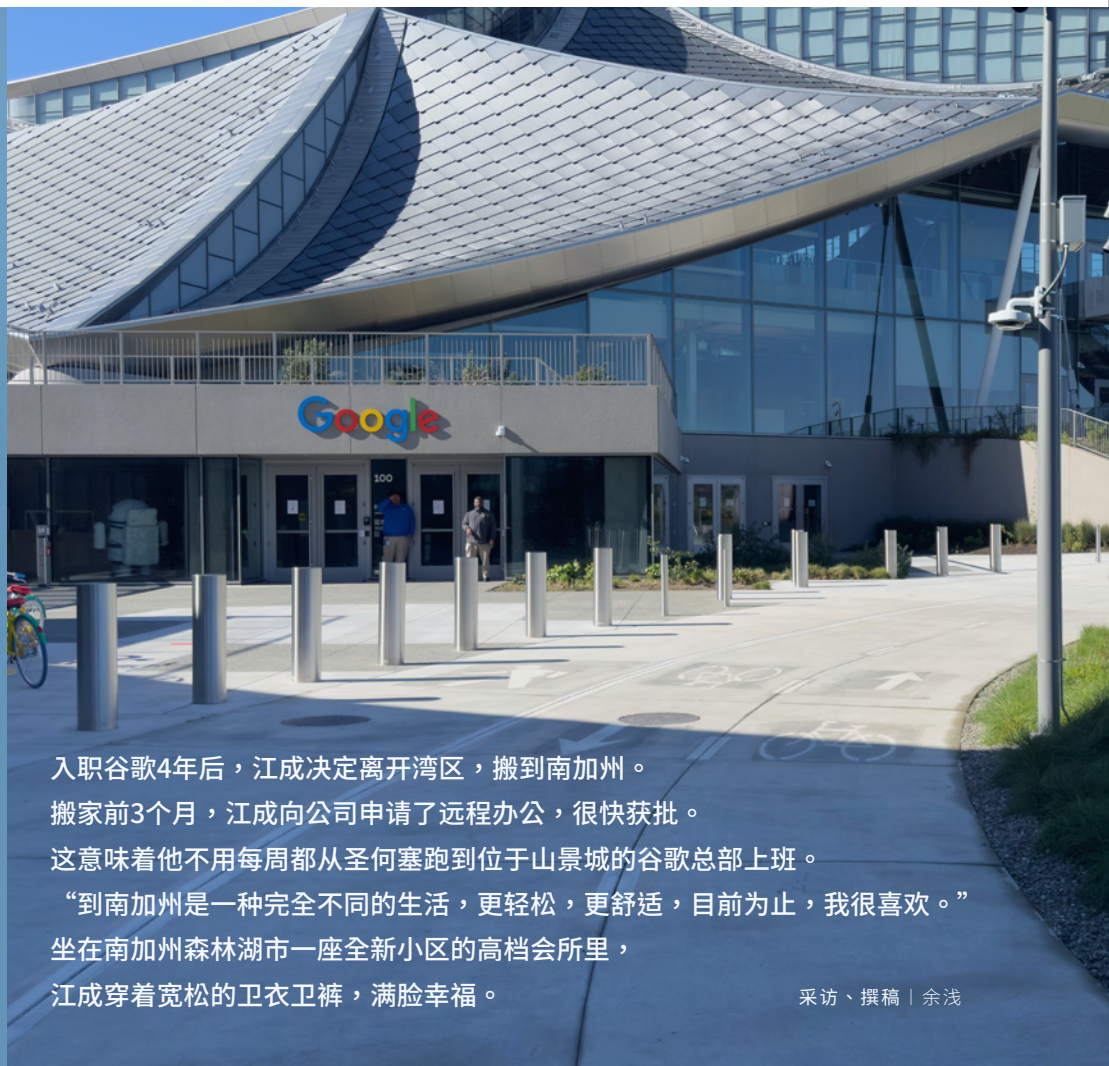 Google
100
入职谷歌4年后，江成决定离开湾区，搬到南加州。
搬家前3个月，江成向公司申请了远程办公，很快获批。
这意味着他不用每周都从圣何塞跑到位于山景城的谷歌总部上班。
“到南加州是一种完全不同的生活，更轻松，更舒适，目前为止，我很喜欢。”
坐在南加州森林湖市一座全新小区的高档会所里，
江成穿着宽松的卫衣卫裤，满脸幸福。
采访、撰稀｜余浅